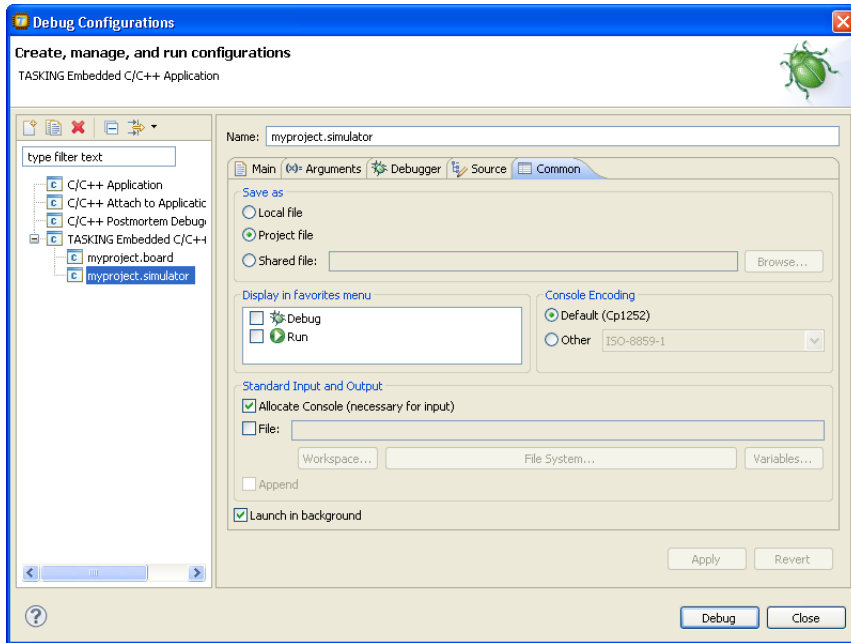 Debug Configurations
Create, manage, and run configurations
TASKING Embedded C/C++ Application
type filter text
C/C++ Application
C/C++ Attach to Applicatic
C/C++ Postmortem Debug
TASKING Embedded C/C++
myproject.board
myproject.simulator
Name: myproject.simulator
Main (x)= Arguments Debugger Source Common
Save as
Local file
Project file
Shared file: Browse...
Display in favorites menu
Debug
Run
Console Encoding
Default (Cp1252)
Other ISO-8859-1
Standard Input and Output
Allocate Console (necessary for input)
File:
Workspace... File System... Variables...
Append
Launch in background
Apply Revert
Debug Close